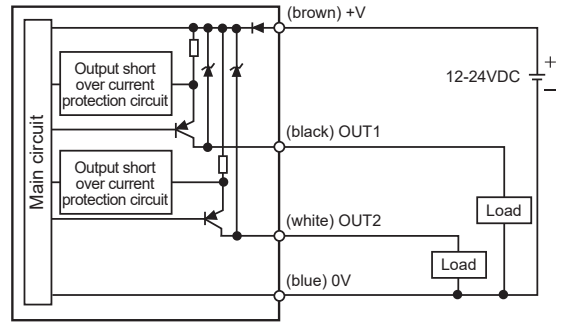 (brown) +V
Output short
over current
protection circuit
+
12-24VDC
−
Main circuit
(black) OUT1
Output short
over current
protection circuit
Load
(white) OUT2
Load
(blue) 0V